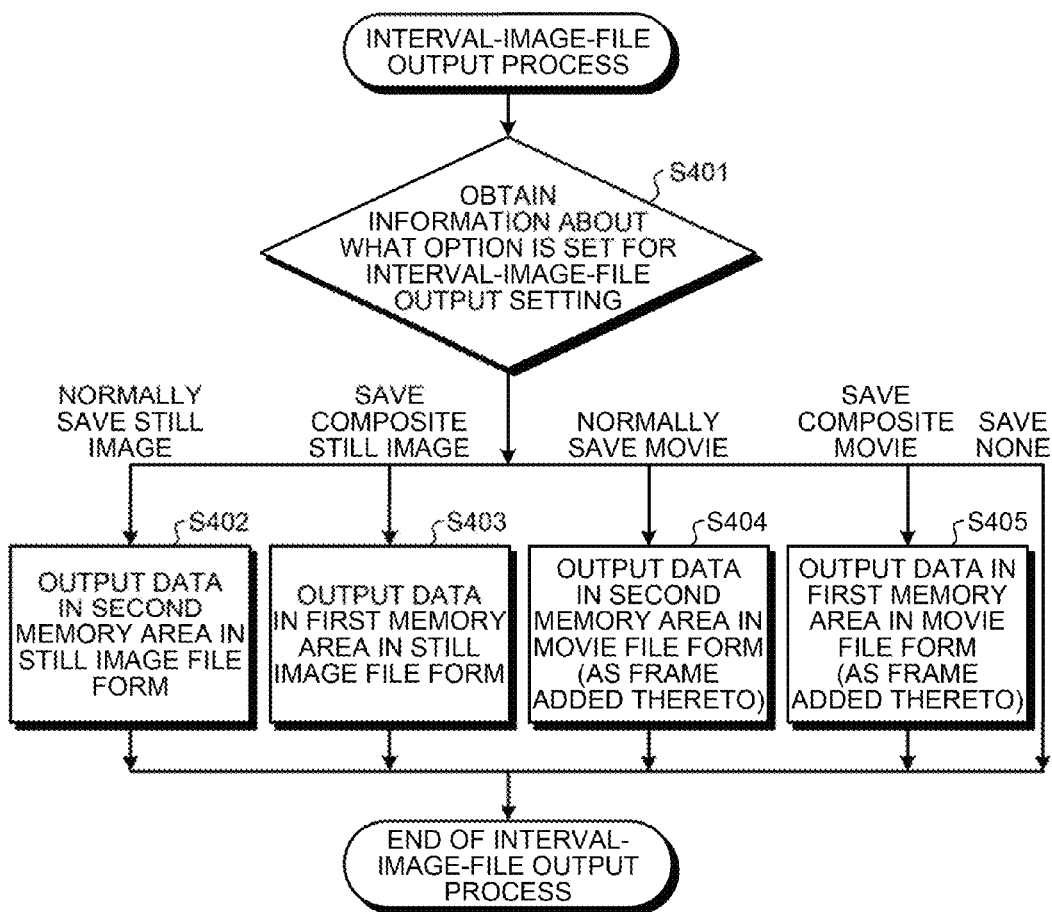 INTERVAL-IMAGE-FILE
OUTPUT PROCESS
S401
OBTAIN
INFORMATION ABOUT
WHAT OPTION IS SET FOR
INTERVAL-IMAGE-FILE
OUTPUT SETTING
NORMALLY
SAVE STILL
IMAGE
SAVE
COMPOSITE
STILL IMAGE
NORMALLY
SAVE MOVIE
SAVE
COMPOSITE
MOVIE
SAVE
NONE
S402
OUTPUT DATA
IN SECOND
MEMORY AREA IN
STILL IMAGE FILE
FORM
S403
OUTPUT DATA
IN FIRST MEMORY
AREA IN STILL
IMAGE FILE FORM
S404
OUTPUT DATA
IN SECOND
MEMORY AREA IN
MOVIE FILE FORM
(AS FRAME
ADDED THERETO)
S405
OUTPUT DATA IN
FIRST MEMORY
AREA IN MOVIE
FILE FORM
(AS FRAME
ADDED THERETO)
END OF INTERVAL-
IMAGE-FILE OUTPUT
PROCESS